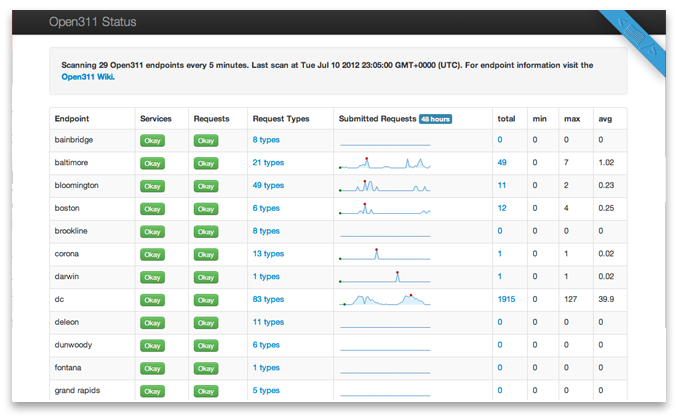 Open311 Status
Scanning 29 Open311 endpoints every 5 minutes. Last scan at Tue Jul 10 2012 23:05:00 GMT+0000 (UTC). For endpoint information visit the
Open311 Wiki.
Endpoint Services Requests Request Types Submitted Requests 48 hours total min max avg
bainbridge Okay Okay 8 types 0 0 0 0
baltimore Okay Okay 21 types 49 0 7 1.02
bloomington Okay Okay 49 types 11 0 2 0.23
boston Okay Okay 6 types 12 0 4 0.25
brookline Okay Okay 8 types 0 0 0 0
corona Okay Okay 13 types 1 0 1 0.02
darwin Okay Okay 1 types 1 0 1 0.02
dc Okay Okay 83 types 1915 0 127 39.9
deleon Okay Okay 11 types 0 0 0 0
dunwoody Okay Okay 6 types 0 0 0 0
fontana Okay Okay 1 types 0 0 0 0
grand rapids Okay Okay 5 types 0 0 0 0